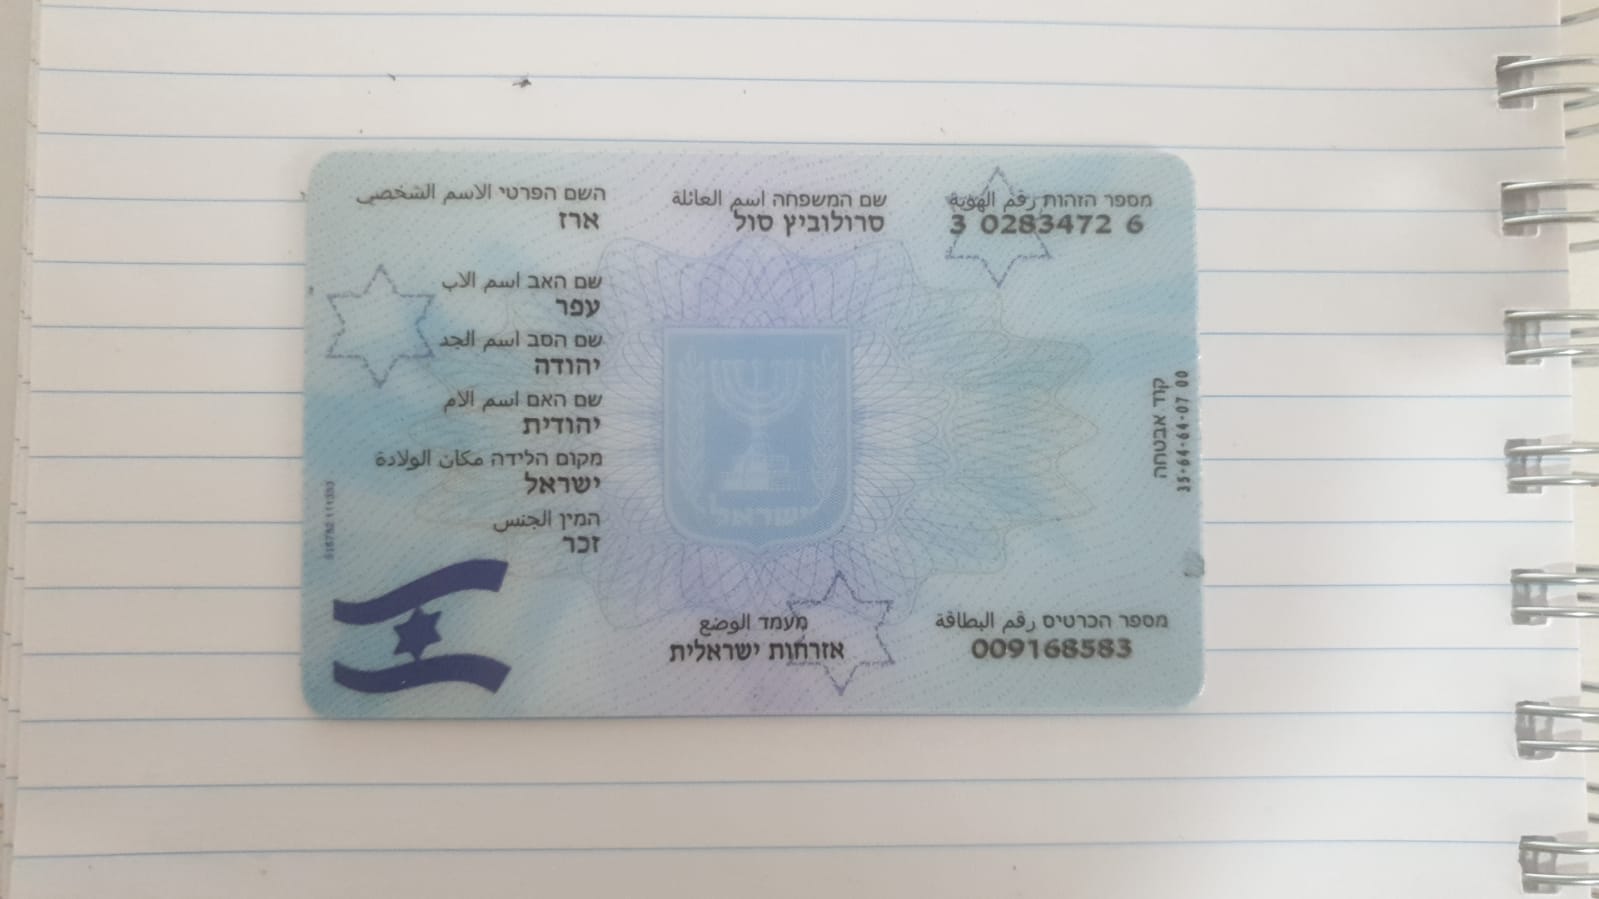 מספר הזהות رقم الهوية
3 0283472 6
שם המשפחה اسم العائلة
סרולוביץ סול
השם הפרטי الاسم الشخصي
ארז
שם האב اسم الاب
עפר
שם הסב اسم الجد
יהודה
שם האם اسم الام
יהודית
מקום הלידה مكان الولادة
ישראל
המין الجنس
זכר
ישראל
מעמד الوضع
אזרחות ישראלית
מספר הכרטיס رقم البطاقة
009168583
קוד אבטחה
35-64-64-07 00